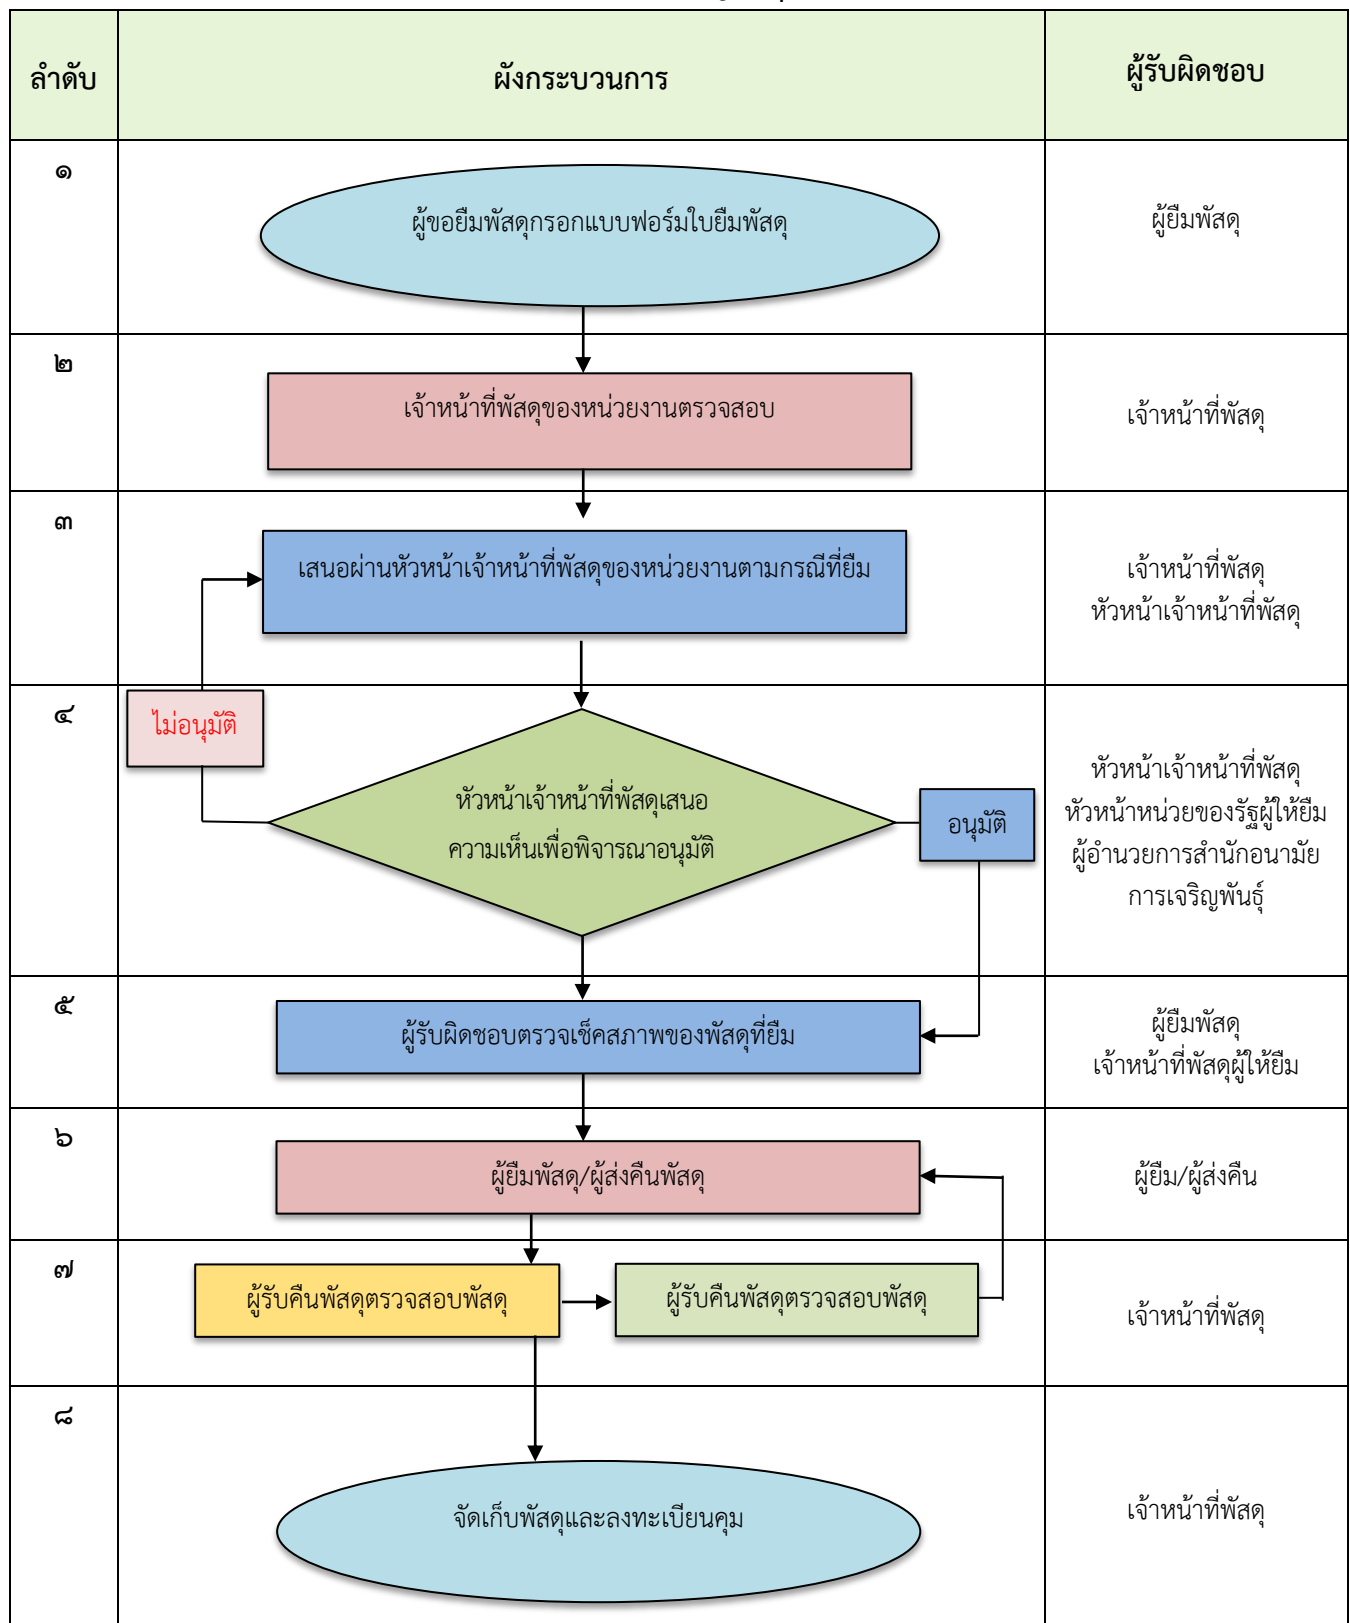 ลำดับ
ผังกระบวนการ
ผู้รับผิดชอบ
๑
ผู้ขอยืมพัสดุกรอกแบบฟอร์มใบยืมพัสดุ
ผู้ยืมพัสดุ
๒
เจ้าหน้าที่พัสดุของหน่วยงานตรวจสอบ
เจ้าหน้าที่พัสดุ
๓
เสนอผ่านหัวหน้าเจ้าหน้าที่พัสดุของหน่วยงานตามกรณีที่ยืม
เจ้าหน้าที่พัสดุ
หัวหน้าเจ้าหน้าที่พัสดุ
๔
ไม่อนุมัติ
หัวหน้าเจ้าหน้าที่พัสดุเสนอ
ความเห็นเพื่อพิจารณาอนุมัติ
อนุมัติ
หัวหน้าเจ้าหน้าที่พัสดุ
หัวหน้าหน่วยของรัฐผู้ให้ยืม
ผู้อำนวยการสำนักอนามัย
การเจริญพันธุ์
๕
ผู้รับผิดชอบตรวจเช็คสภาพของพัสดุที่ยืม
ผู้ยืมพัสดุ
เจ้าหน้าที่พัสดุผู้ให้ยืม
๖
ผู้ยืมพัสดุ/ผู้ส่งคืนพัสดุ
ผู้ยืม/ผู้ส่งคืน
๗
ผู้รับคืนพัสดุตรวจสอบพัสดุ
ผู้รับคืนพัสดุตรวจสอบพัสดุ
เจ้าหน้าที่พัสดุ
๘
จัดเก็บพัสดุและลงทะเบียนคุม
เจ้าหน้าที่พัสดุ